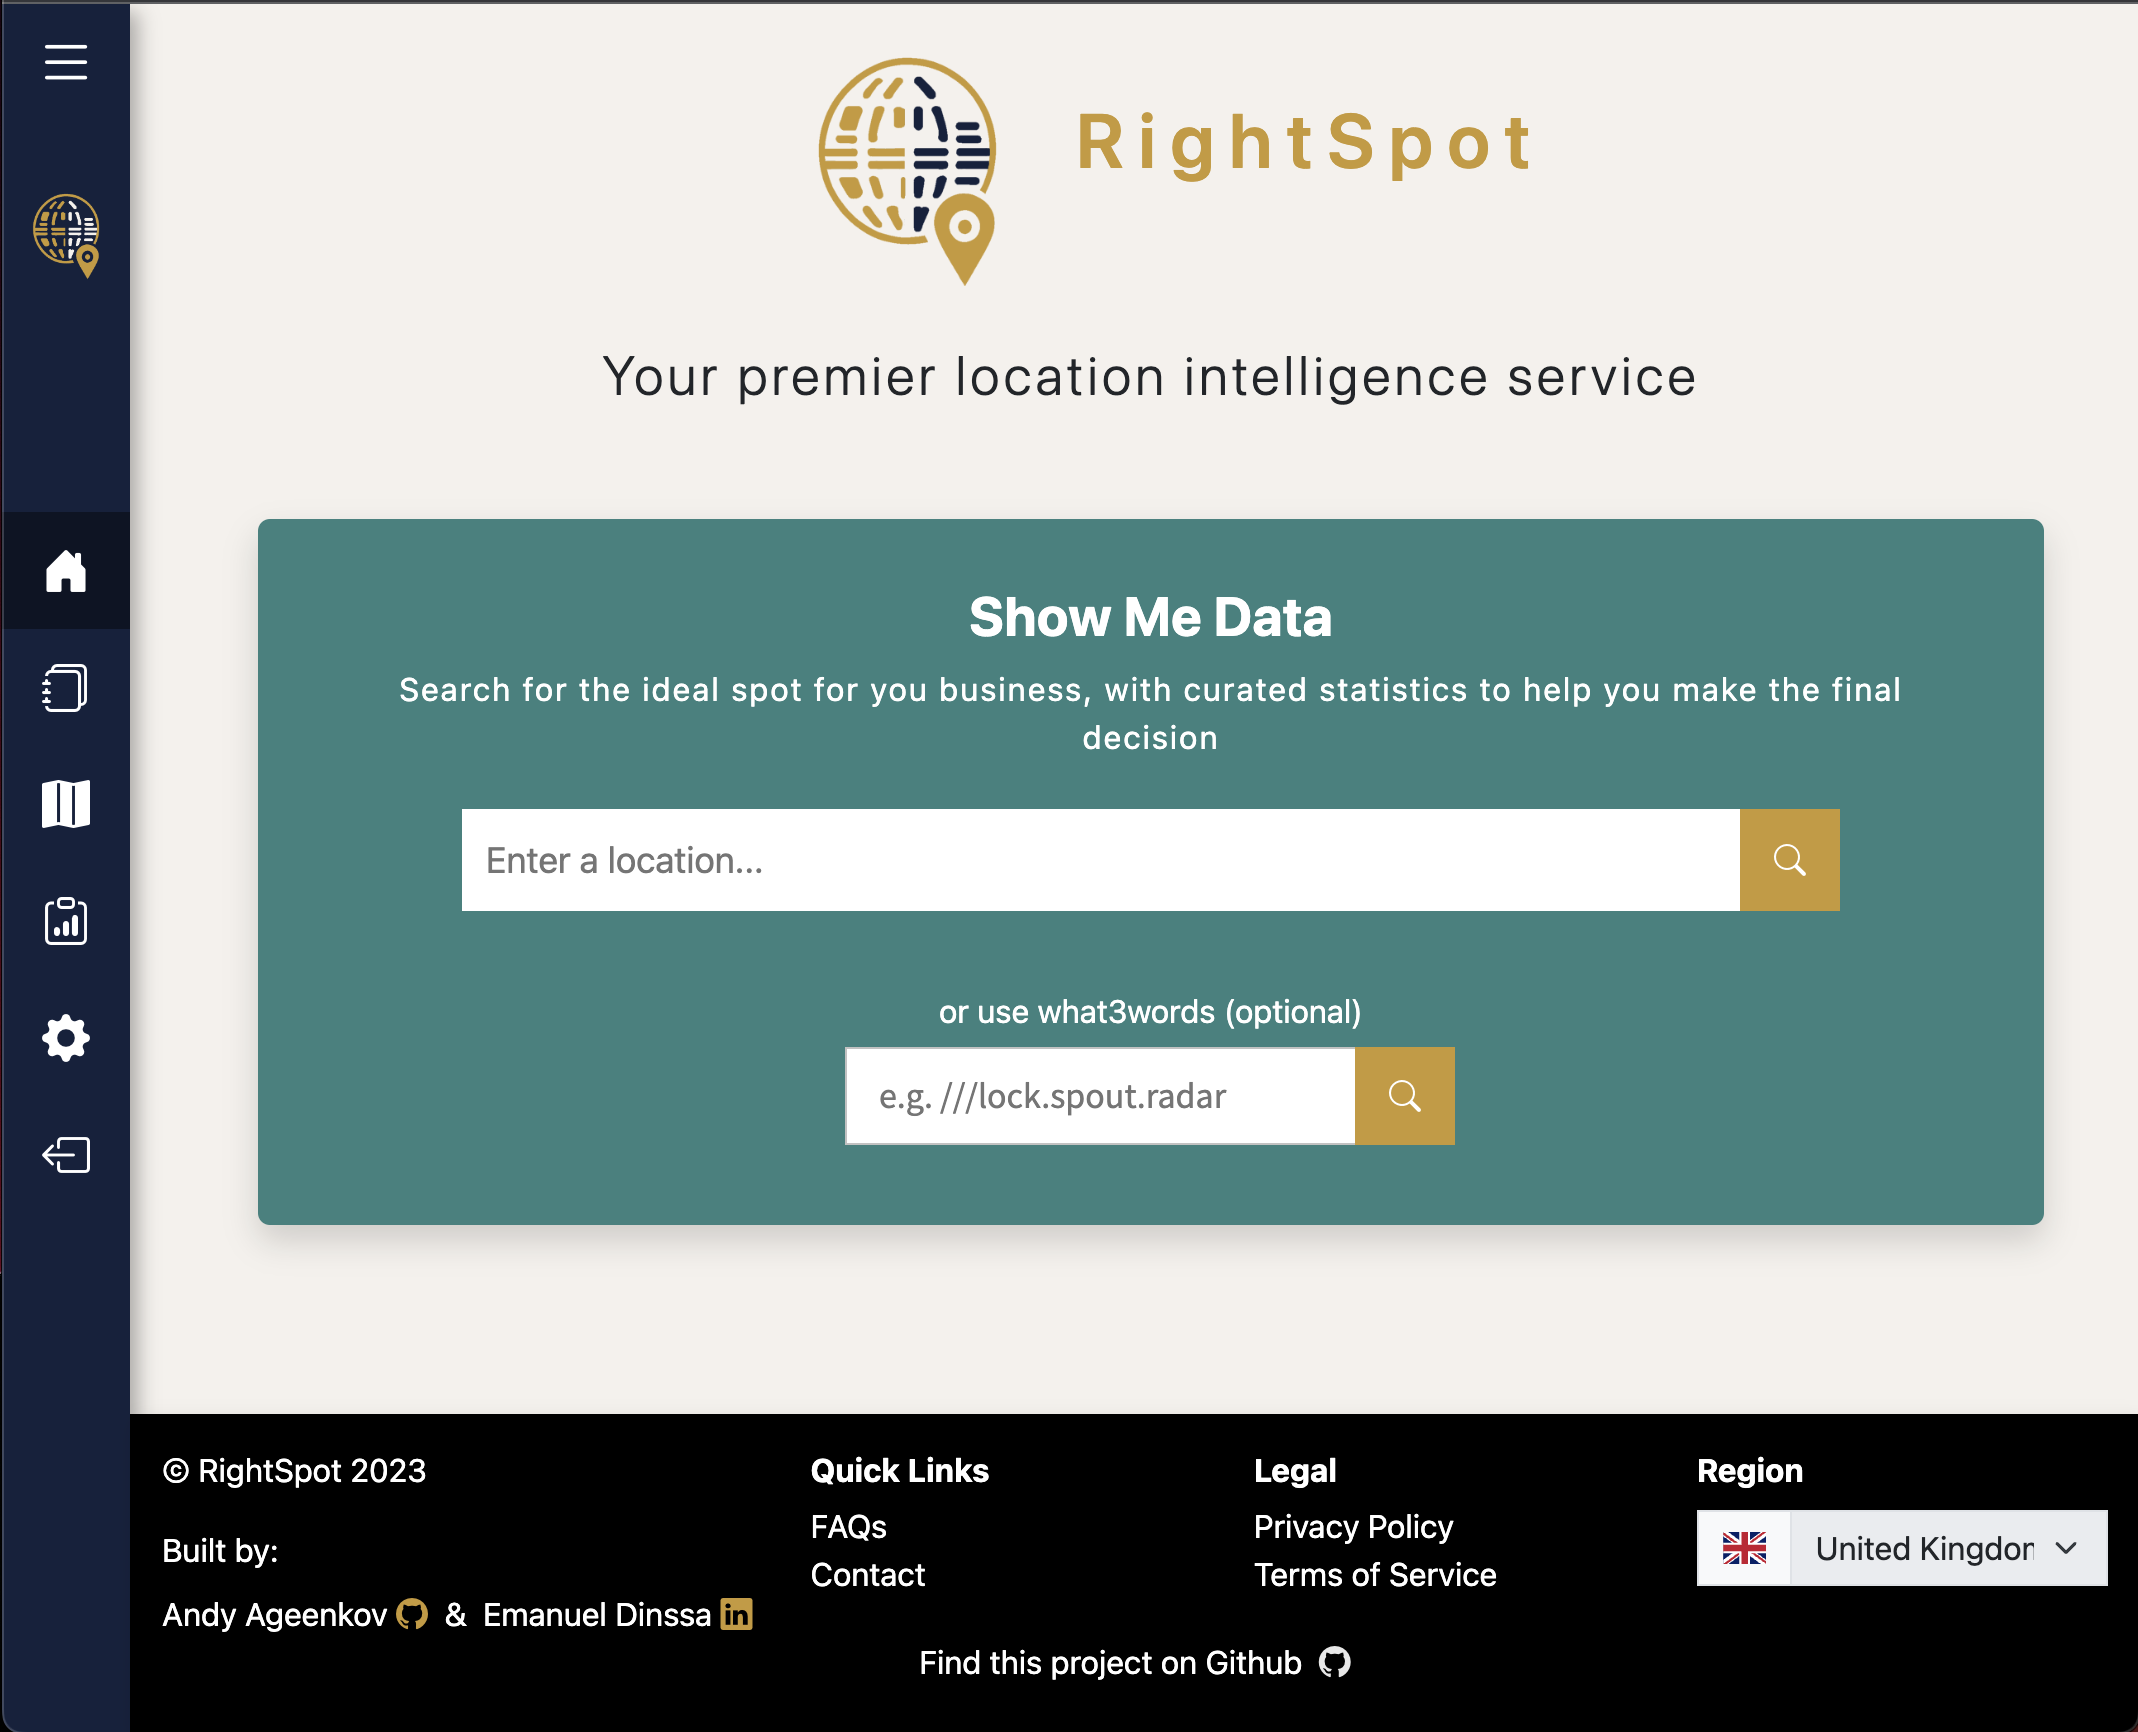 RightSpot
Your premier location intelligence service
Show Me Data
Search for the ideal spot for you business, with curated statistics to help you make the final
decision
Enter a location...
or use what3words (optional)
e.g. ///lock.spout.radar
© RightSpot 2023
Built by:
Andy Ageenkov & Emanuel Dinssa in
Quick Links
FAQs
Contact
Legal
Privacy Policy
Terms of Service
Region
United Kingdom
Find this project on Github